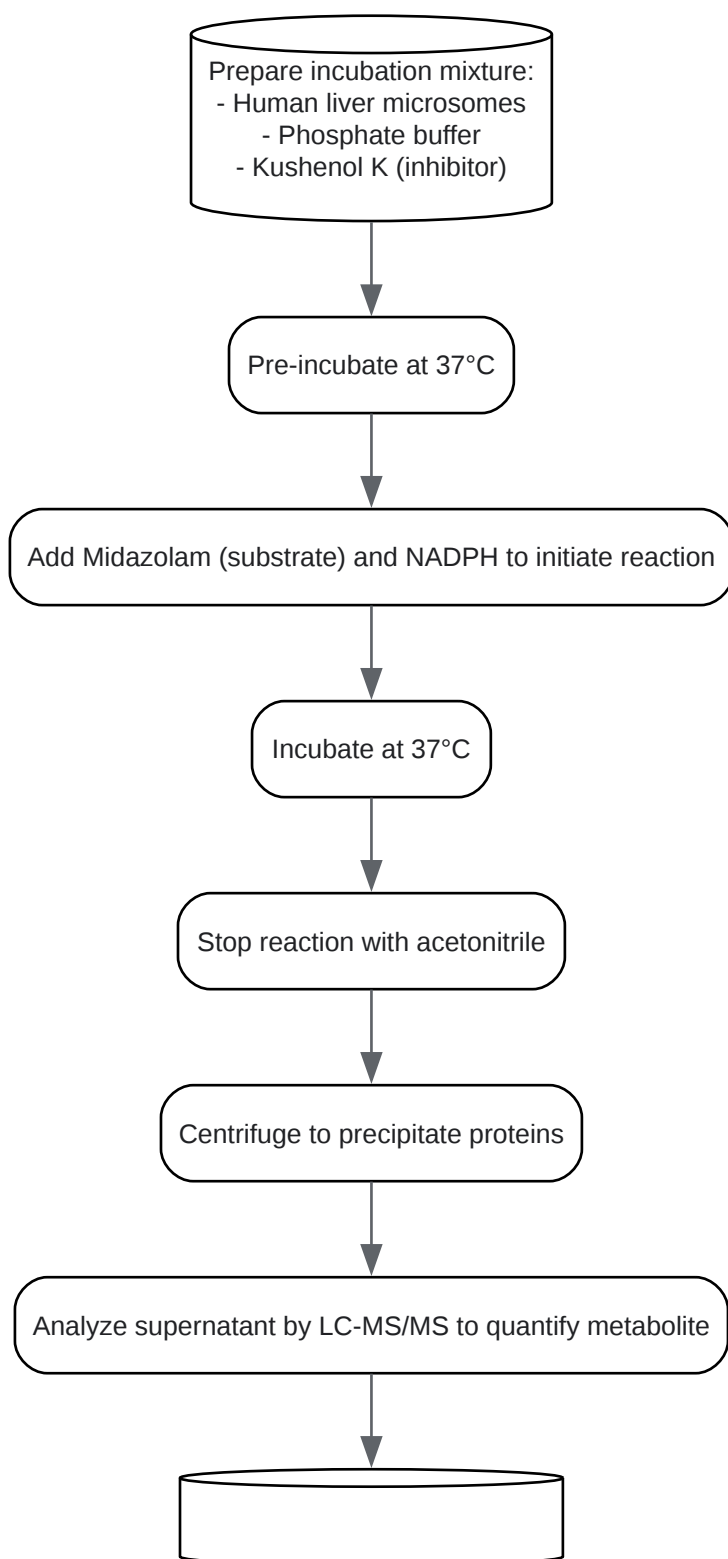 Prepare incubation mixture:
- Human liver microsomes
- Phosphate buffer
- Kushenol K (inhibitor)
Pre-incubate at 37°C
Add Midazolam (substrate) and NADPH to initiate reaction
Incubate at 37°C
Stop reaction with acetonitrile
Centrifuge to precipitate proteins
Analyze supernatant by LC-MS/MS to quantify metabolite